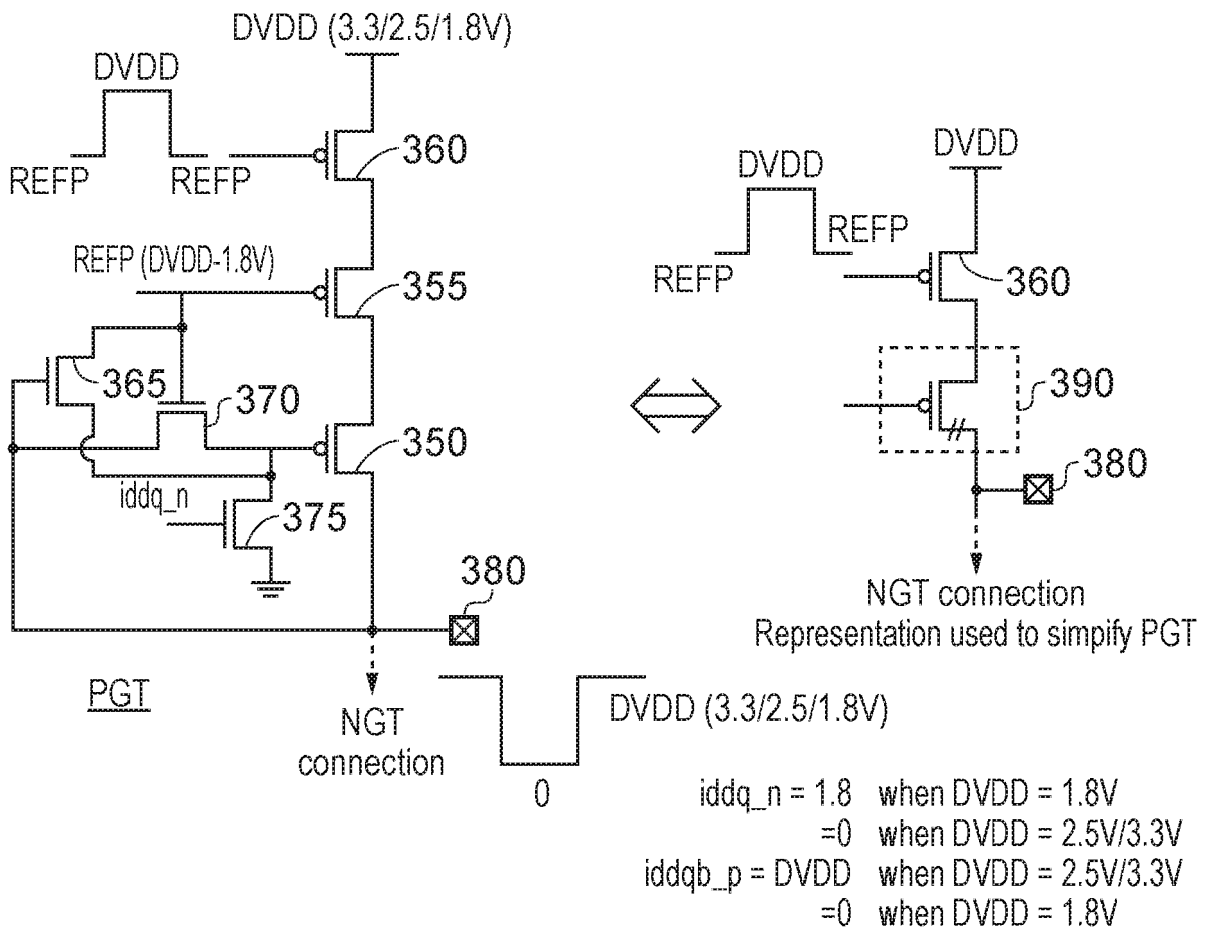 DVDD (3.3/2.5/1.8V)
DVDD
REFP
REFP
360
REFP (DVDD-1.8V)
355
365
370
350
iddq_n
375
380
PGT
NGT
connection
DVDD (3.3/2.5/1.8V)
0
DVDD
DVDD
REFP
REFP
360
390
380
NGT connection
Representation used to simpify PGT
iddq_n = 1.8 when DVDD = 1.8V
=0 when DVDD = 2.5V/3.3V
iddqb_p = DVDD when DVDD = 2.5V/3.3V
=0 when DVDD = 1.8V